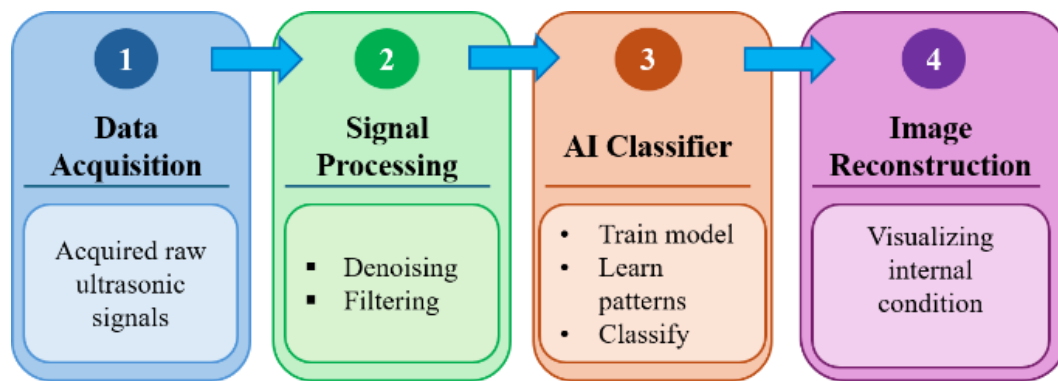 1
Data
Acquisition
Acquired raw
ultrasonic
signals
2
Signal
Processing
▪ Denoising
▪ Filtering
3
AI Classifier
• Train model
• Learn
patterns
• Classify
4
Image
Reconstruction
Visualizing
internal
condition